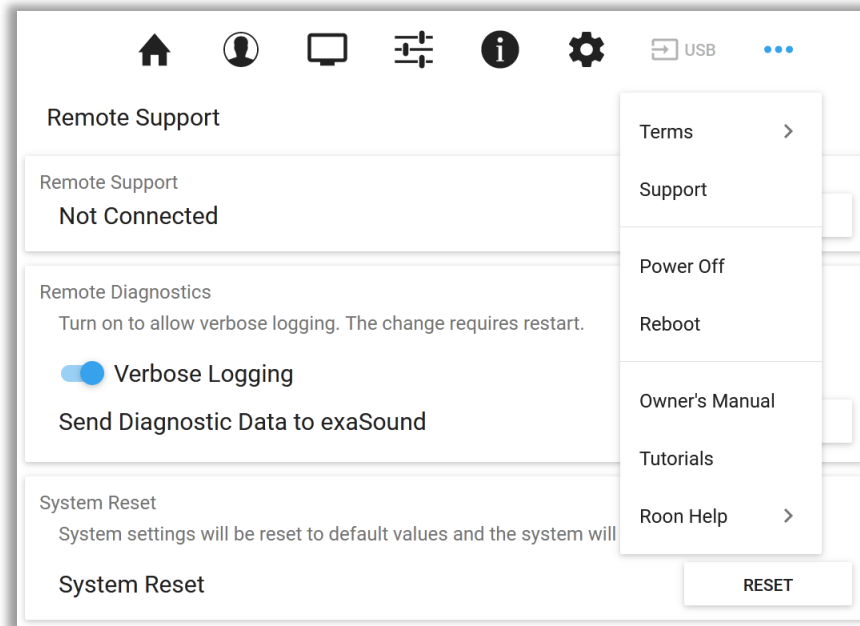 USB
Remote Support
Remote Support
Not Connected
Remote Diagnostics
Turn on to allow verbose logging. The change requires restart.
Verbose Logging
Send Diagnostic Data to exaSound
System Reset
System settings will be reset to default values and the system will
System Reset
RESET
Terms
Support
Power Off
Reboot
Owner's Manual
Tutorials
Roon Help